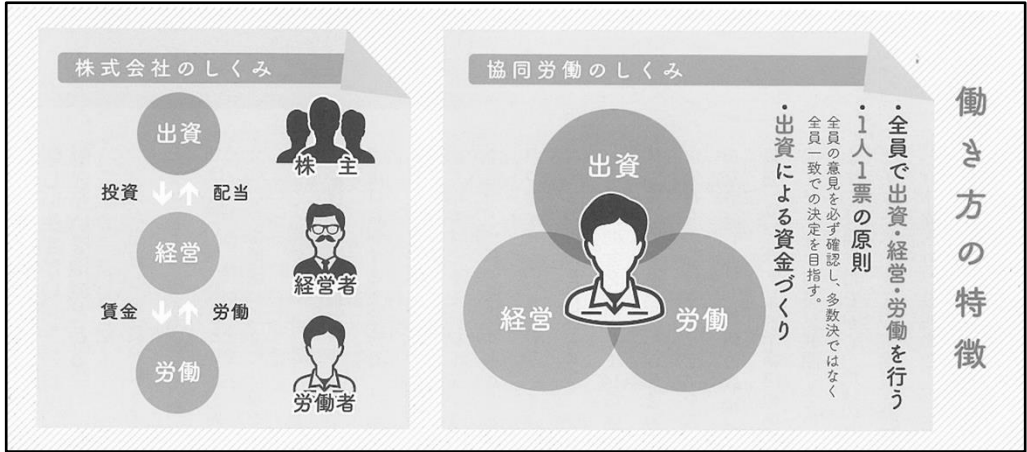 働き方の特徴
株式会社のしくみ
出資
株主
投資
配当
経営
経営者
賃金
労働
労働
労働者
協同労働のしくみ
出資
経営
労働
・全員で出資・経営・労働を行う
・1人1票の原則
全員の意見を必ず確認し、多数決ではなく
全員一致での決定を目指す。
・出資による資金づくり